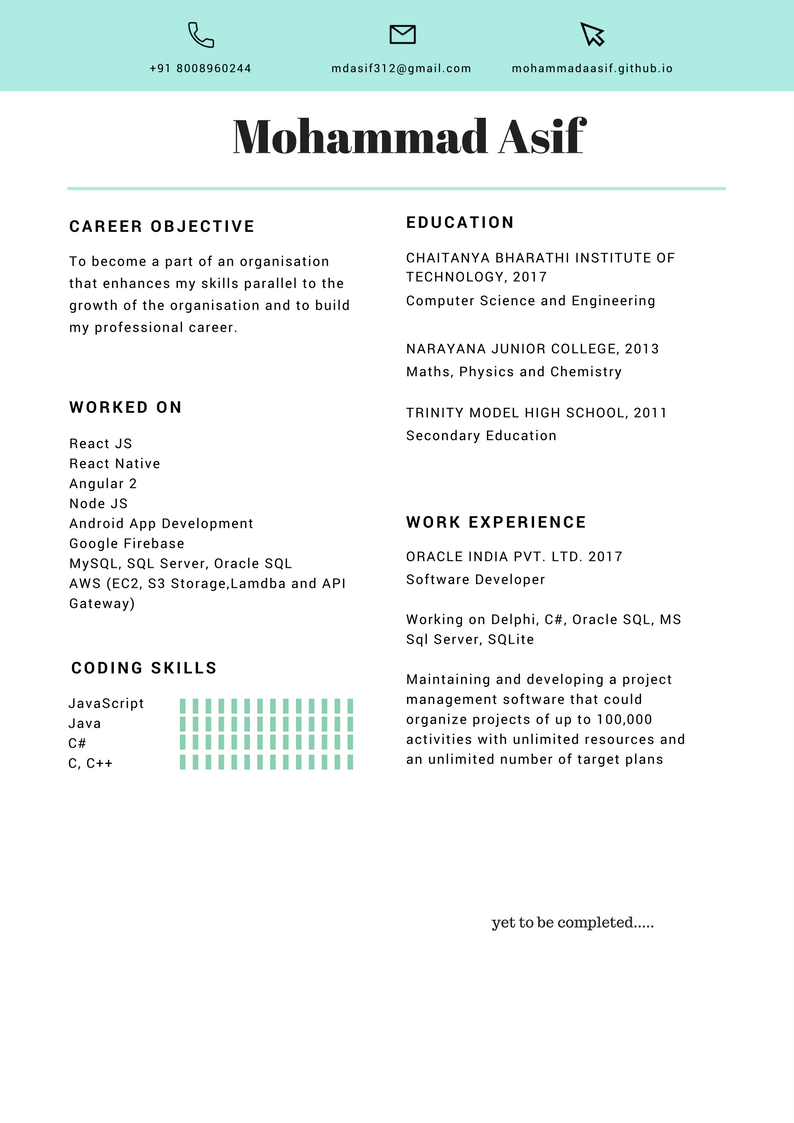 +91 8008960244
mdasif312@gmail.com
mohammadaasif.github.io
Mohammad Asif
CAREER OBJECTIVE
To become a part of an organisation
that enhances my skills parallel to the
growth of the organisation and to build
my professional career.
WORKED ON
React JS
React Native
Angular 2
Node JS
Android App Development
Google Firebase
MySQL, SQL Server, Oracle SQL
AWS (EC2, S3 Storage,Lamdba and API
Gateway)
CODING SKILLS
JavaScript
Java
C#
C, C++
EDUCATION
CHAITANYA BHARATHI INSTITUTE OF
TECHNOLOGY, 2017
Computer Science and Engineering
NARAYANA JUNIOR COLLEGE, 2013
Maths, Physics and Chemistry
TRINITY MODEL HIGH SCHOOL, 2011
Secondary Education
WORK EXPERIENCE
ORACLE INDIA PVT. LTD. 2017
Software Developer
Working on Delphi, C#, Oracle SQL, MS
Sql Server, SQLite
Maintaining and developing a project
management software that could
organize projects of up to 100,000
activities with unlimited resources and
an unlimited number of target plans
yet to be completed.....